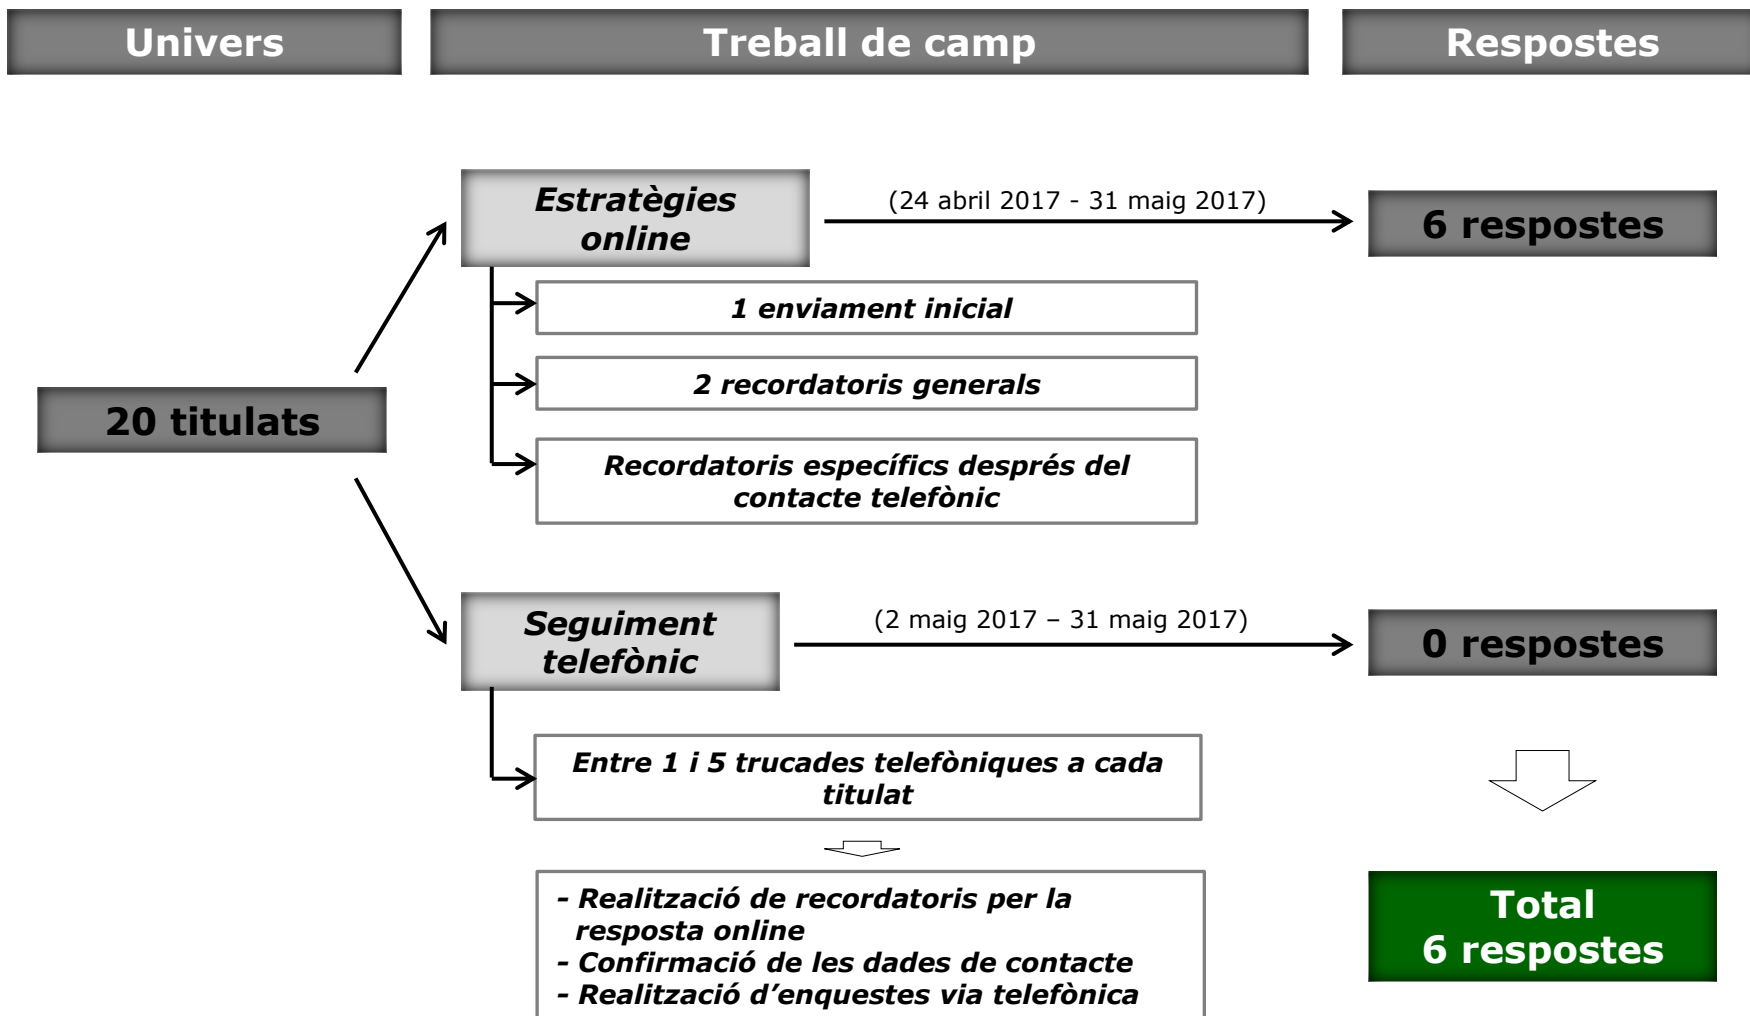 Univers
Treball de camp
Respostes
Estratègies
online
(24 abril 2017 - 31 maig 2017)
6 respostes
1 enviament inicial
2 recordatoris generals
20 titulats
Recordatoris específics després del
contacte telefònic
Seguiment
telefònic
(2 maig 2017 – 31 maig 2017)
0 respostes
Entre 1 i 5 trucades telefòniques a cada
titulat
- Realització de recordatoris per la
resposta online
- Confirmació de les dades de contacte
- Realització d’enquestes via telefònica
Total
6 respostes